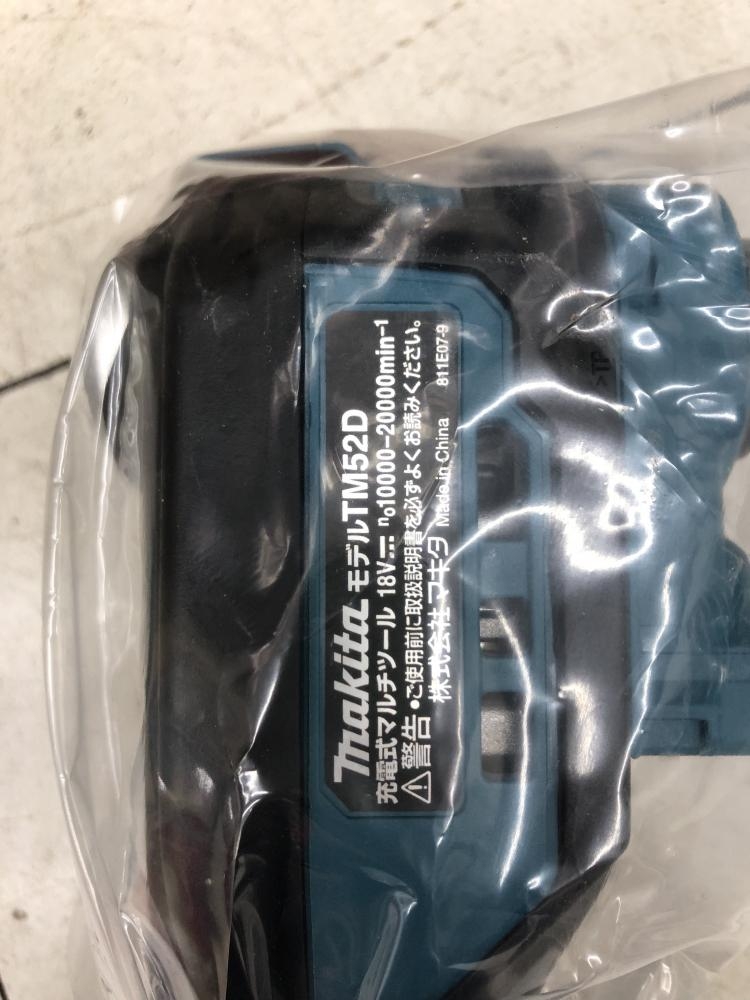 makita モデルTM52D
充電式マルチツール 18V⎓ n₀10000−20000min⁻¹
⚠警告 •ご使用前に取扱説明書を必ずよくお読みください。
株式会社マキタ Made in China 811E07-9
>TP